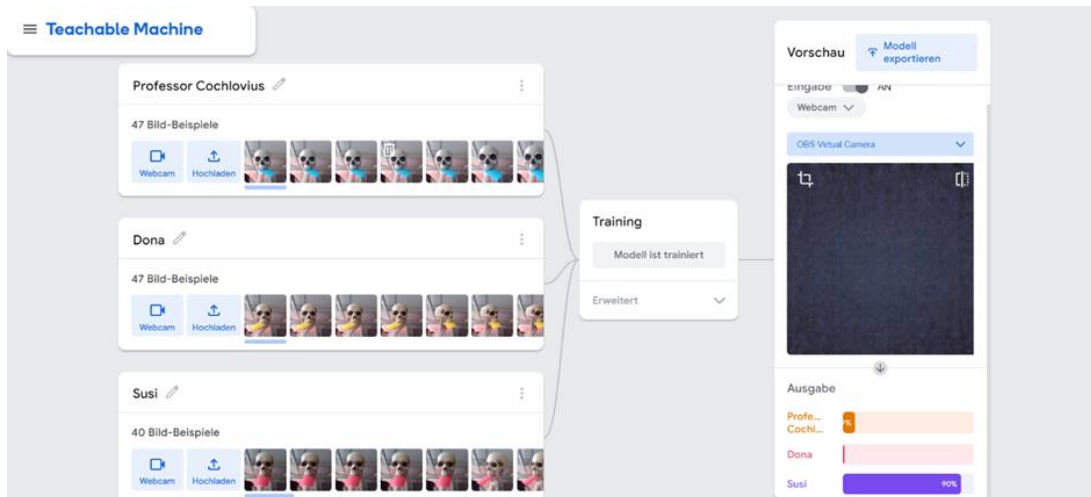 Teachable Machine
Professor Cochlovius
47 Bild-Beispiele
Webcam
Hochladen
Dona
47 Bild-Beispiele
Webcam
Hochladen
Susi
40 Bild-Beispiele
Webcam
Hochladen
Training
Modell ist trainiert
Erweitert
Vorschau
Modell
exportieren
Eingabe
AN
Webcam
OBS Virtual Camera
Ausgabe
Profe...
Cochl...
%
Dona
Susi
90%